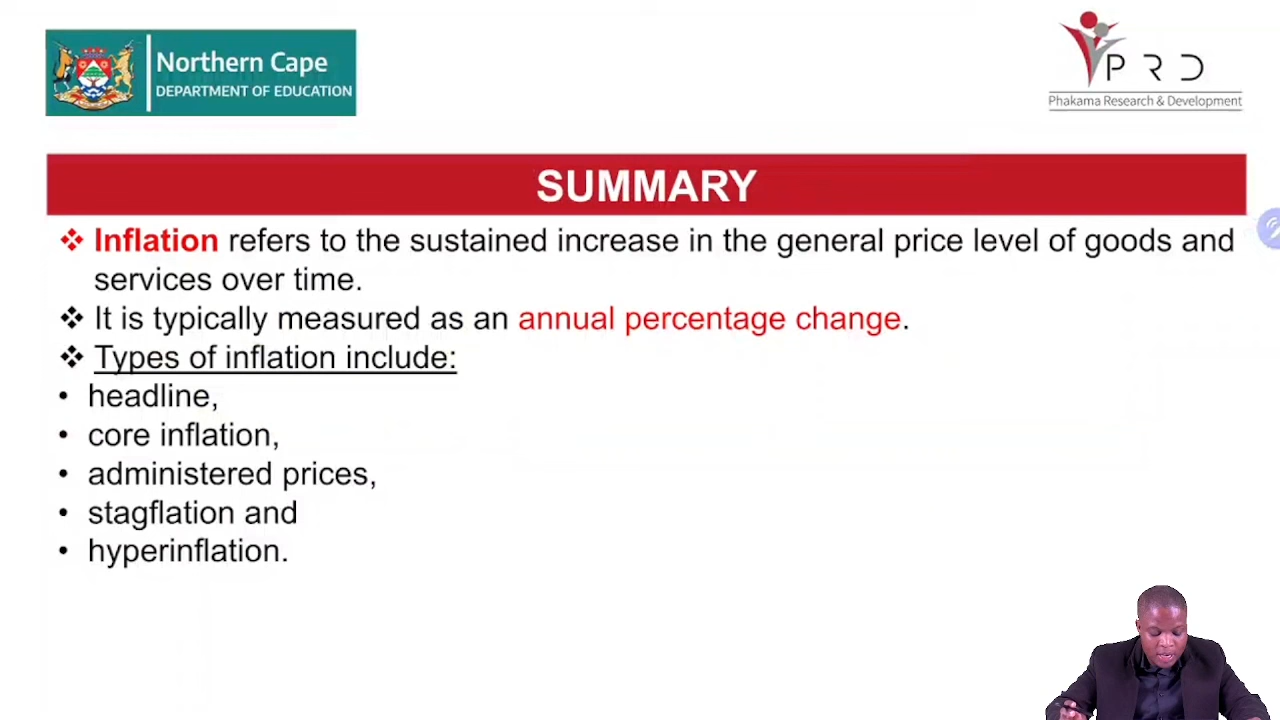 Northern Cape
DEPARTMENT OF EDUCATION
P R D
Phakama Research & Development
SUMMARY
❖ Inflation refers to the sustained increase in the general price level of goods and
services over time.
❖ It is typically measured as an annual percentage change.
❖ Types of inflation include:
• headline,
• core inflation,
• administered prices,
• stagflation and
• hyperinflation.